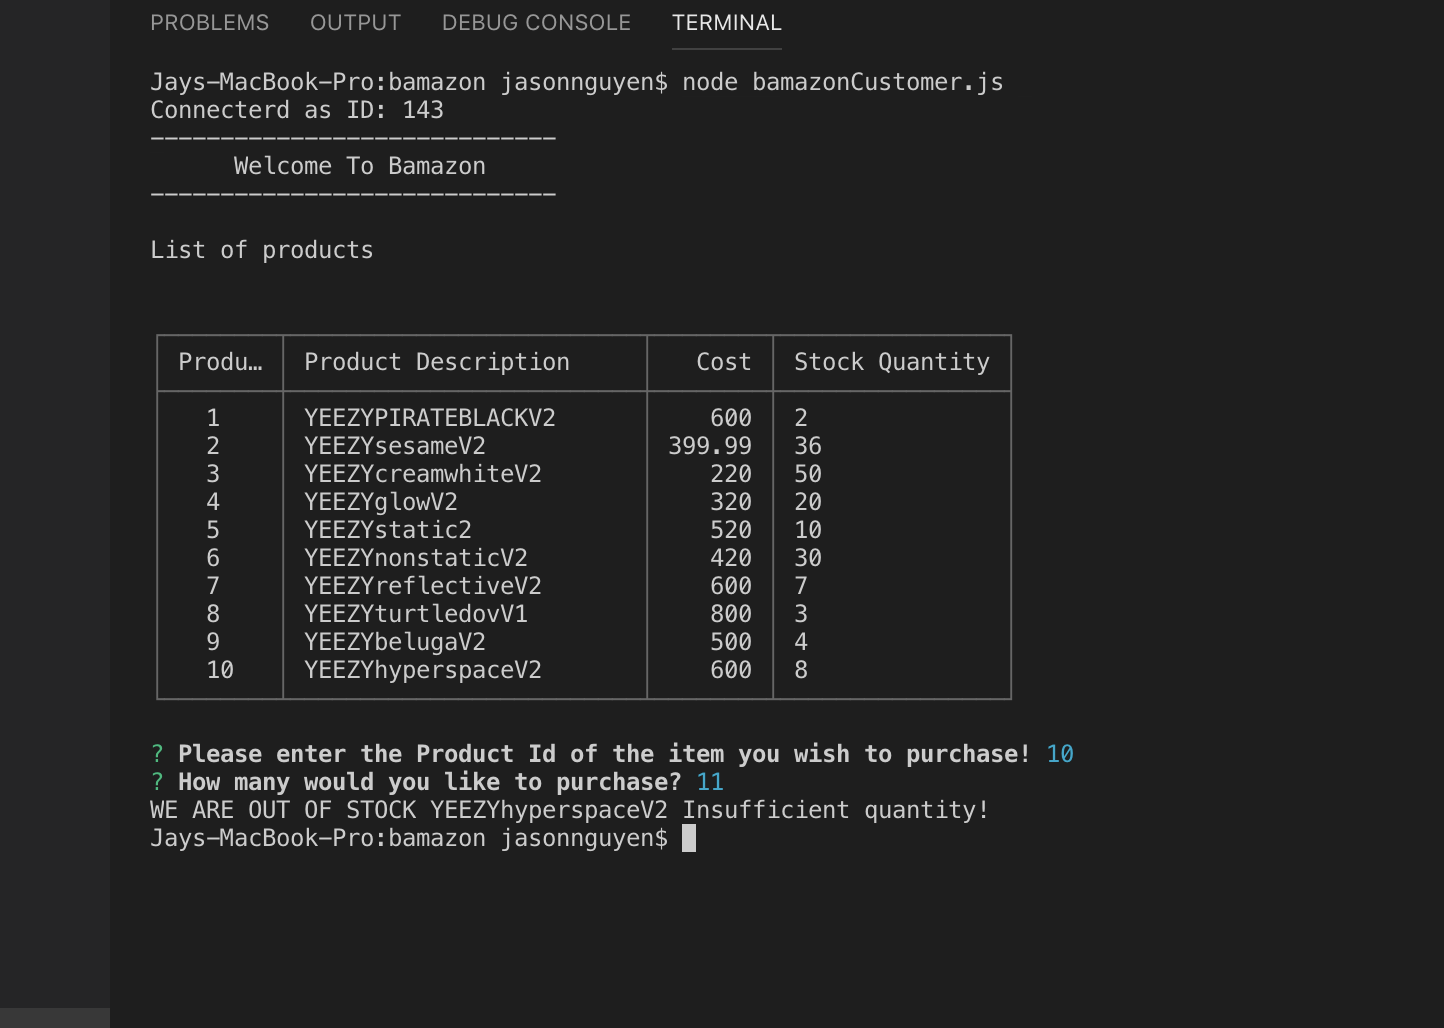 PROBLEMS OUTPUT DEBUG CONSOLE TERMINAL
Jays-MacBook-Pro:bamazon jasonnguyen$ node bamazonCustomer.js
Connecterd as ID: 143
-----------------------------
Welcome To Bamazon
-----------------------------
List of products
Produ… Product Description Cost Stock Quantity
1 YEEZYPIRATEBLACKV2 600 2
2 YEEZYsesameV2 399.99 36
3 YEEZYcreamwhiteV2 220 50
4 YEEZYglowV2 320 20
5 YEEZYstatic2 520 10
6 YEEZYnonstaticV2 420 30
7 YEEZYreflectiveV2 600 7
8 YEEZYturtledovV1 800 3
9 YEEZYbelugaV2 500 4
10 YEEZYhyperspaceV2 600 8
? Please enter the Product Id of the item you wish to purchase! 10
? How many would you like to purchase? 11
WE ARE OUT OF STOCK YEEZYhyperspaceV2 Insufficient quantity!
Jays-MacBook-Pro:bamazon jasonnguyen$